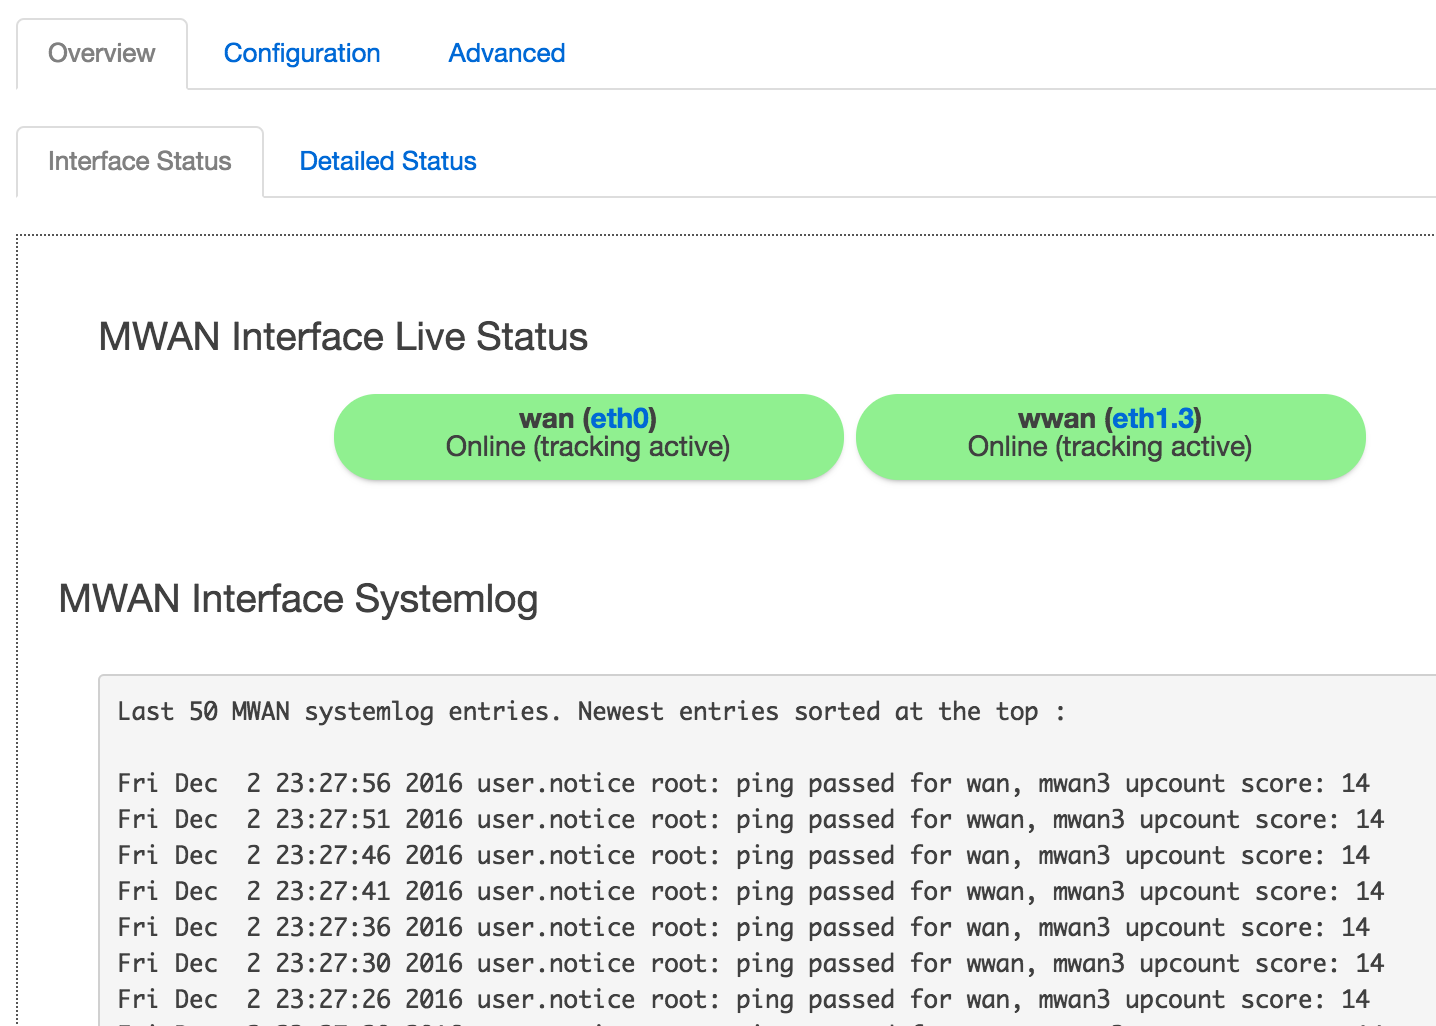 Overview Configuration Advanced
Interface Status Detailed Status
MWAN Interface Live Status
wan (eth0) wwan (eth1.3)
Online (tracking active) Online (tracking active)
MWAN Interface Systemlog
Last 50 MWAN systemlog entries. Newest entries sorted at the top :
Fri Dec  2 23:27:56 2016 user.notice root: ping passed for wan, mwan3 upcount score: 14
Fri Dec  2 23:27:51 2016 user.notice root: ping passed for wwan, mwan3 upcount score: 14
Fri Dec  2 23:27:46 2016 user.notice root: ping passed for wan, mwan3 upcount score: 14
Fri Dec  2 23:27:41 2016 user.notice root: ping passed for wwan, mwan3 upcount score: 14
Fri Dec  2 23:27:36 2016 user.notice root: ping passed for wan, mwan3 upcount score: 14
Fri Dec  2 23:27:30 2016 user.notice root: ping passed for wwan, mwan3 upcount score: 14
Fri Dec  2 23:27:26 2016 user.notice root: ping passed for wan, mwan3 upcount score: 14